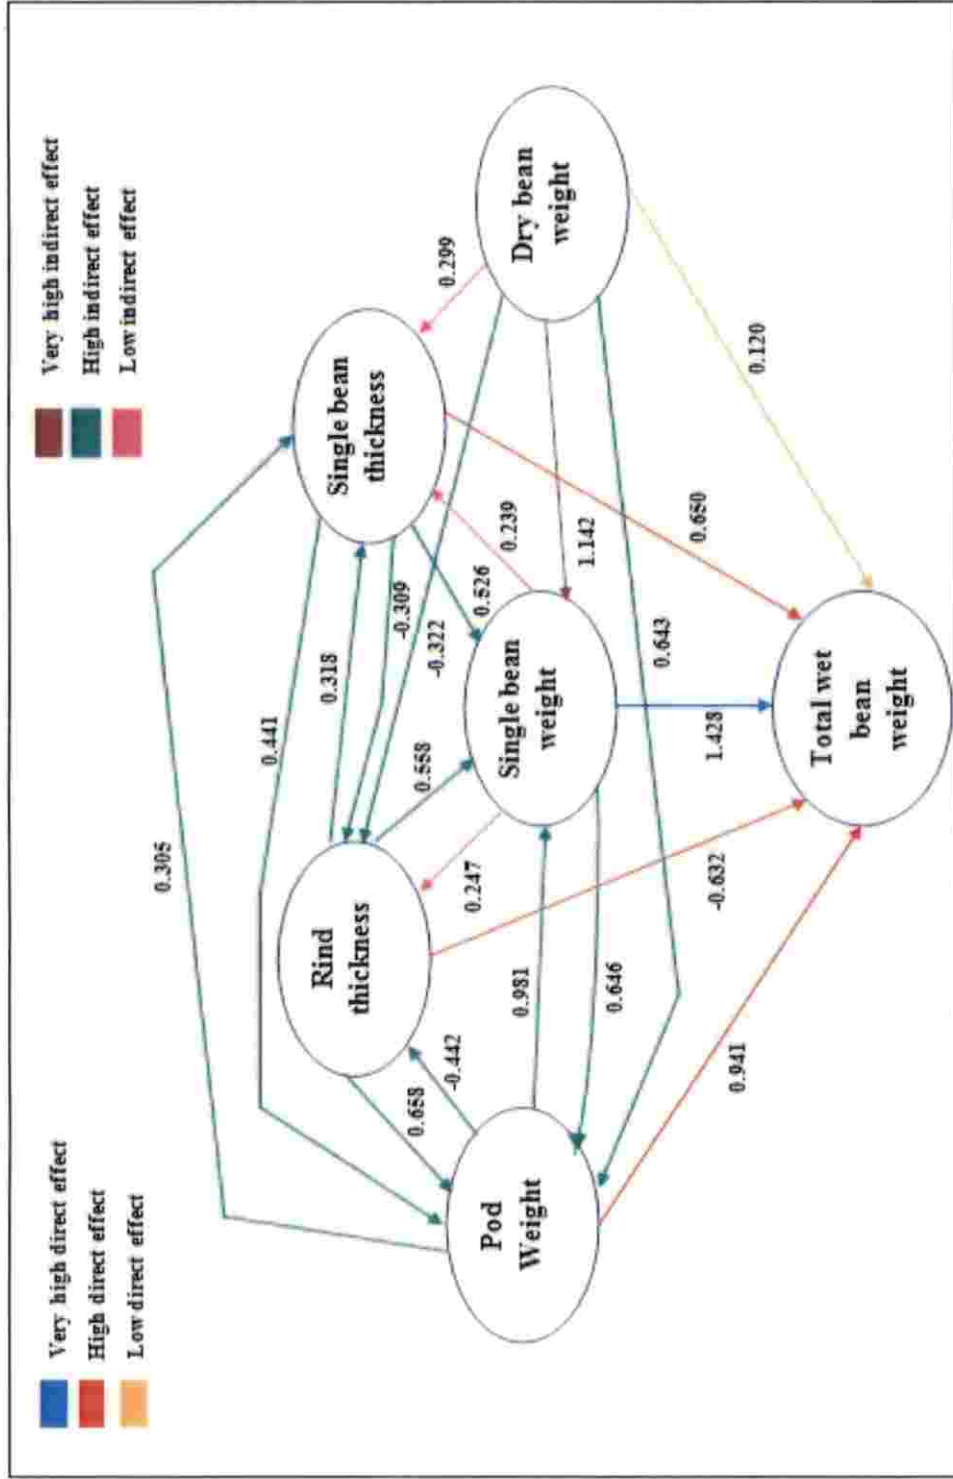 Very high direct effect
High direct effect
Low direct effect
Very high indirect effect
High indirect effect
Low indirect effect
0.305
0.441
0.318
-0.309
-0.322
0.299
Rind
thickness
Single bean
thickness
0.658
-0.442
0.247
0.558
0.526
0.239
Pod
Weight
Single bean
weight
Dry bean
weight
0.981
0.646
1.142
0.643
0.650
0.120
0.941
-0.632
1.428
Total wet
bean
weight